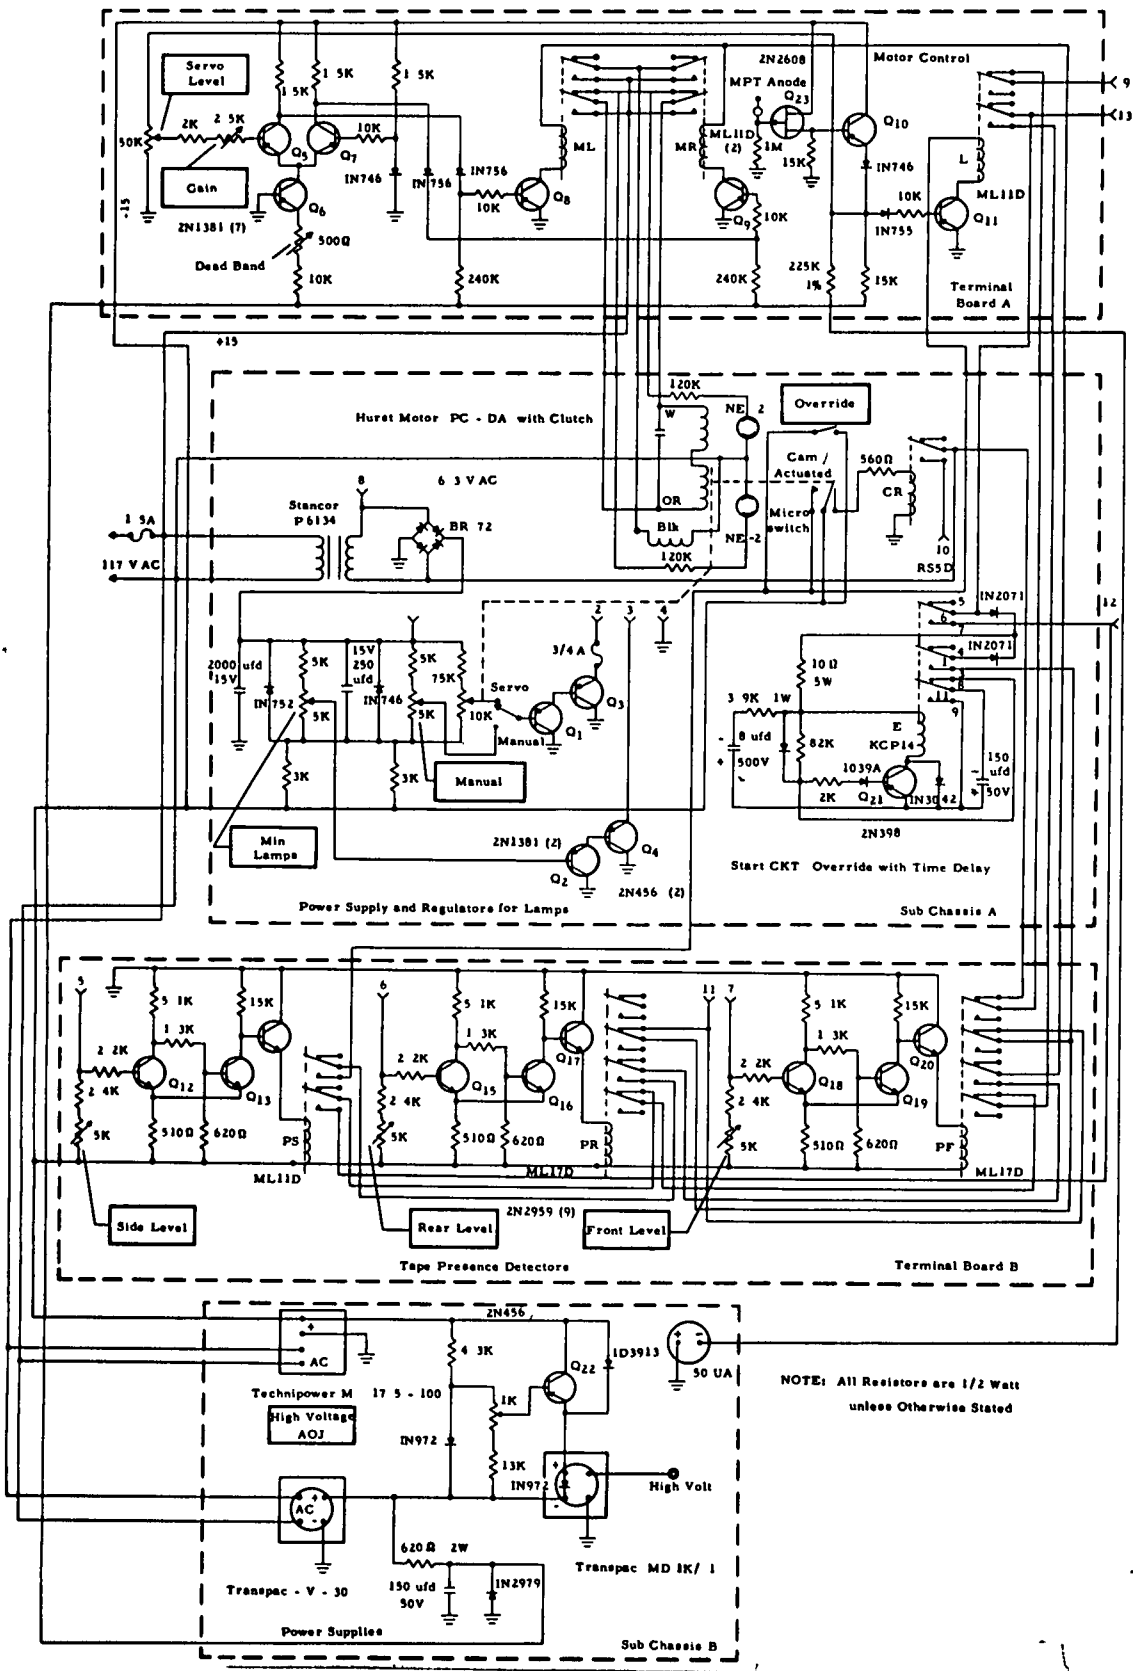 Servo
Level
1 5K
1 5K
1 5K
50K
2K
2 5K
Q5
Q7
10K
Gain
-15
Q6
2N1381 (7)
500Ω
Dead Band
10K
IN746
IN756
IN756
10K
Q8
240K
ML
MR
ML11D
(2)
2N2608
MPT Anode
Q23
1M
15K
Q10
IN746
Motor Control
Q9
10K
240K
225K
1%
15K
IN755
10K
Q11
L
ML11D
9
13
Terminal
Board A
+15
Hurst Motor PC - DA with Clutch
120K
W
NE 2
Override
Cam /
Actuated
560Ω
CR
OR
Blk
Micro
switch
NE-2
120K
10
RS5D
6 3 VAC
8
Stancor
P6134
BR 72
1 5A
117 VAC
2000 ufd
15V
IN752
5K
5K
15V
250
ufd
IN746
5K
5K
75K
10K
Servo
Manual
Q1
3/4 A
Q3
2
3
4
3K
3K
Manual
Min
Lamps
2N1381 (2)
Q4
Q2
2N456 (2)
Power Supply and Regulators for Lamps
IN2071
5
6
7
IN2071
4
1
8
11
9
12
10Ω
5W
3 9K 1W
8 ufd
500V
82K
2K
1039A
Q21
E
KCP14
IN3042
150
ufd
50V
2N398
Start CKT Override with Time Delay
Sub Chassis A
5
5 1K
15K
1 3K
2 2K
Q12
Q13
2 4K
5K
510Ω
620Ω
PS
ML11D
Side Level
6
5 1K
15K
1 3K
2 2K
Q15
Q16
Q17
2 4K
5K
510Ω
620Ω
PR
ML17D
Rear Level
2N2959 (9)
11
7
5 1K
15K
1 3K
2 2K
Q18
Q19
Q20
2 4K
5K
510Ω
620Ω
PF
ML17D
Front Level
Tape Presence Detectors
Terminal Board B
2N456
+
AC
4 3K
Q22
1D3913
50 UA
Technipower M 17 5 - 100
High Voltage
AOJ
1K
IN972
13K
IN972
High Volt
AC
620Ω 2W
150 ufd
50V
IN2979
Transpac - V - 30
Transpac MD 1K/ 1
Power Supplies
Sub Chassis B
NOTE: All Resistors are 1/2 Watt
unless Otherwise Stated